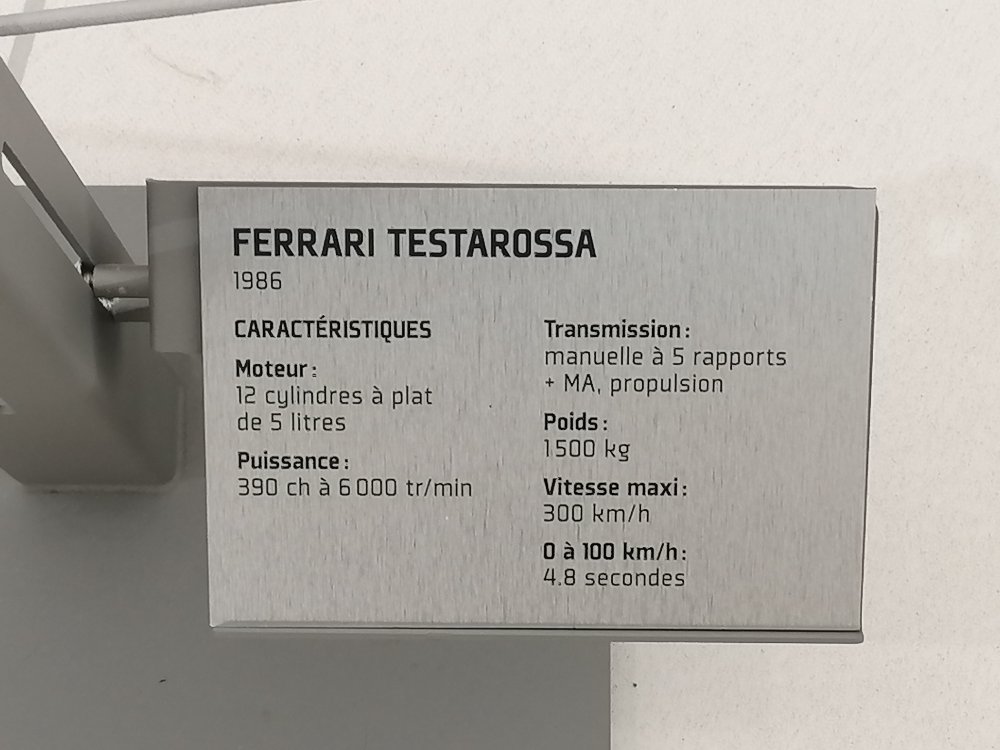 FERRARI TESTAROSSA
1986
CARACTÉRISTIQUES
Moteur :
12 cylindres à plat
de 5 litres
Puissance :
390 ch à 6 000 tr/min
Transmission :
manuelle à 5 rapports
+ MA, propulsion
Poids :
1 500 kg
Vitesse maxi :
300 km/h
0 à 100 km/h :
4.8 secondes